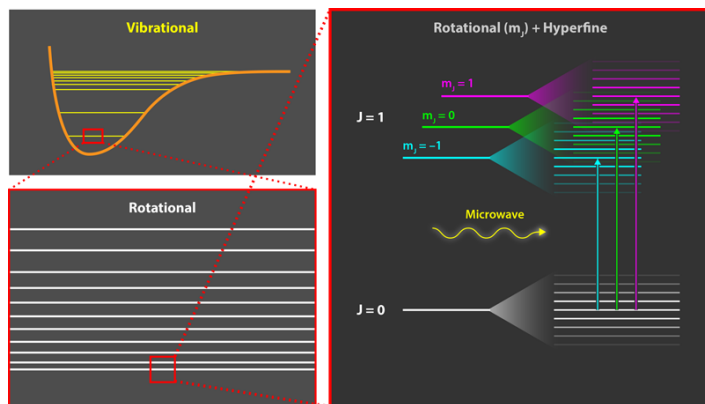 Vibrational
Rotational
Rotational (mJ) + Hyperfine
mJ = 1
J = 1
mJ = 0
mJ = –1
Microwave
J = 0